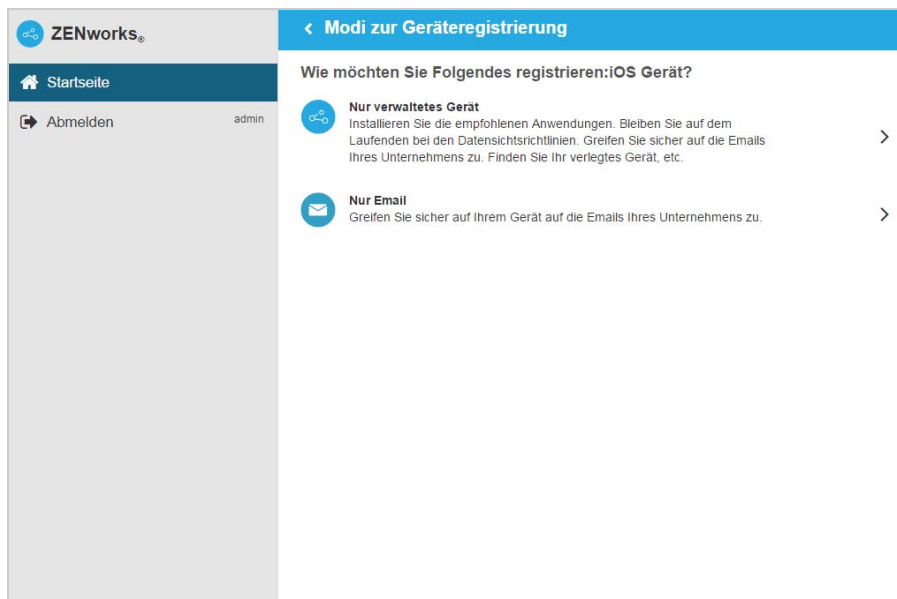 ZENworks®
Startseite
Abmelden admin
Modi zur Geräteregistrierung
Wie möchten Sie Folgendes registrieren:iOS Gerät?
Nur verwaltetes Gerät
Installieren Sie die empfohlenen Anwendungen. Bleiben Sie auf dem
Laufenden bei den Datensichtsrichtlinien. Greifen Sie sicher auf die Emails
Ihres Unternehmens zu. Finden Sie Ihr verlegtes Gerät, etc.
Nur Email
Greifen Sie sicher auf Ihrem Gerät auf die Emails Ihres Unternehmens zu.